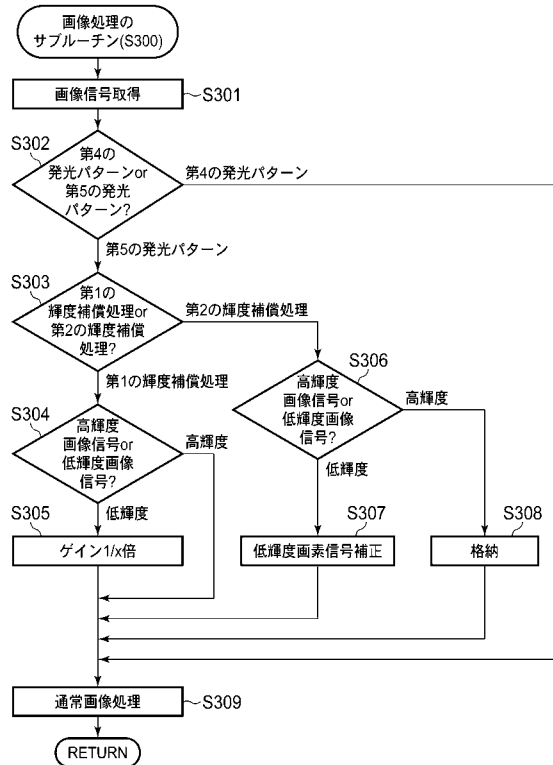 画像処理の
サブルーチン(S300)
画像信号取得
S301
S302
第4の
発光パターンor
第5の発光
パターン?
第4の発光パターン
第5の発光パターン
S303
第1の
輝度補償処理or
第2の輝度補償
処理?
第2の輝度補償処理
第1の輝度補償処理
S304
高輝度
画像信号or
低輝度画像
信号?
高輝度
低輝度
S306
高輝度
画像信号or
低輝度画像
信号?
高輝度
低輝度
S305
ゲイン1/x倍
S307
低輝度画素信号補正
S308
格納
通常画像処理
S309
RETURN